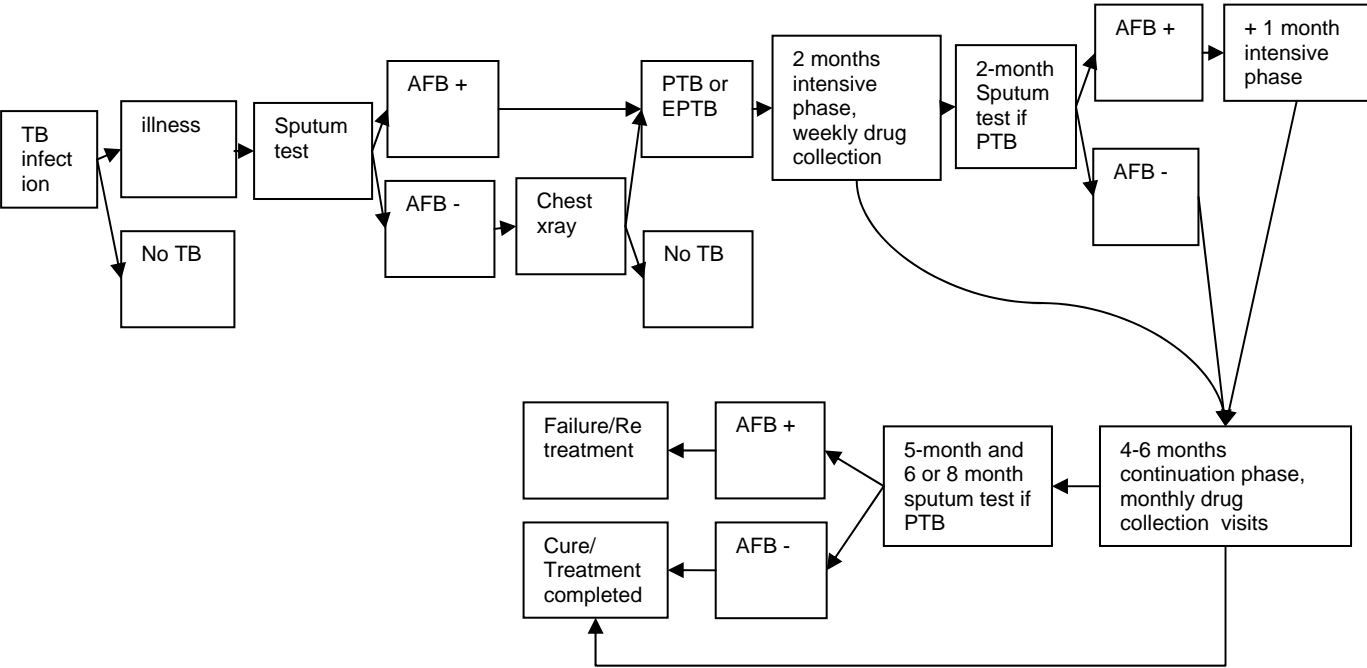 TB
infect
ion
illness
No TB
Sputum
test
AFB +
AFB -
Chest
xray
PTB or
EPTB
No TB
2 months
intensive
phase,
weekly drug
collection
2-month
Sputum
test if
PTB
AFB +
AFB -
+ 1 month
intensive
phase
4-6 months
continuation phase,
monthly drug
collection visits
5-month and
6 or 8 month
sputum test if
PTB
AFB +
AFB -
Failure/Re
treatment
Cure/
Treatment
completed